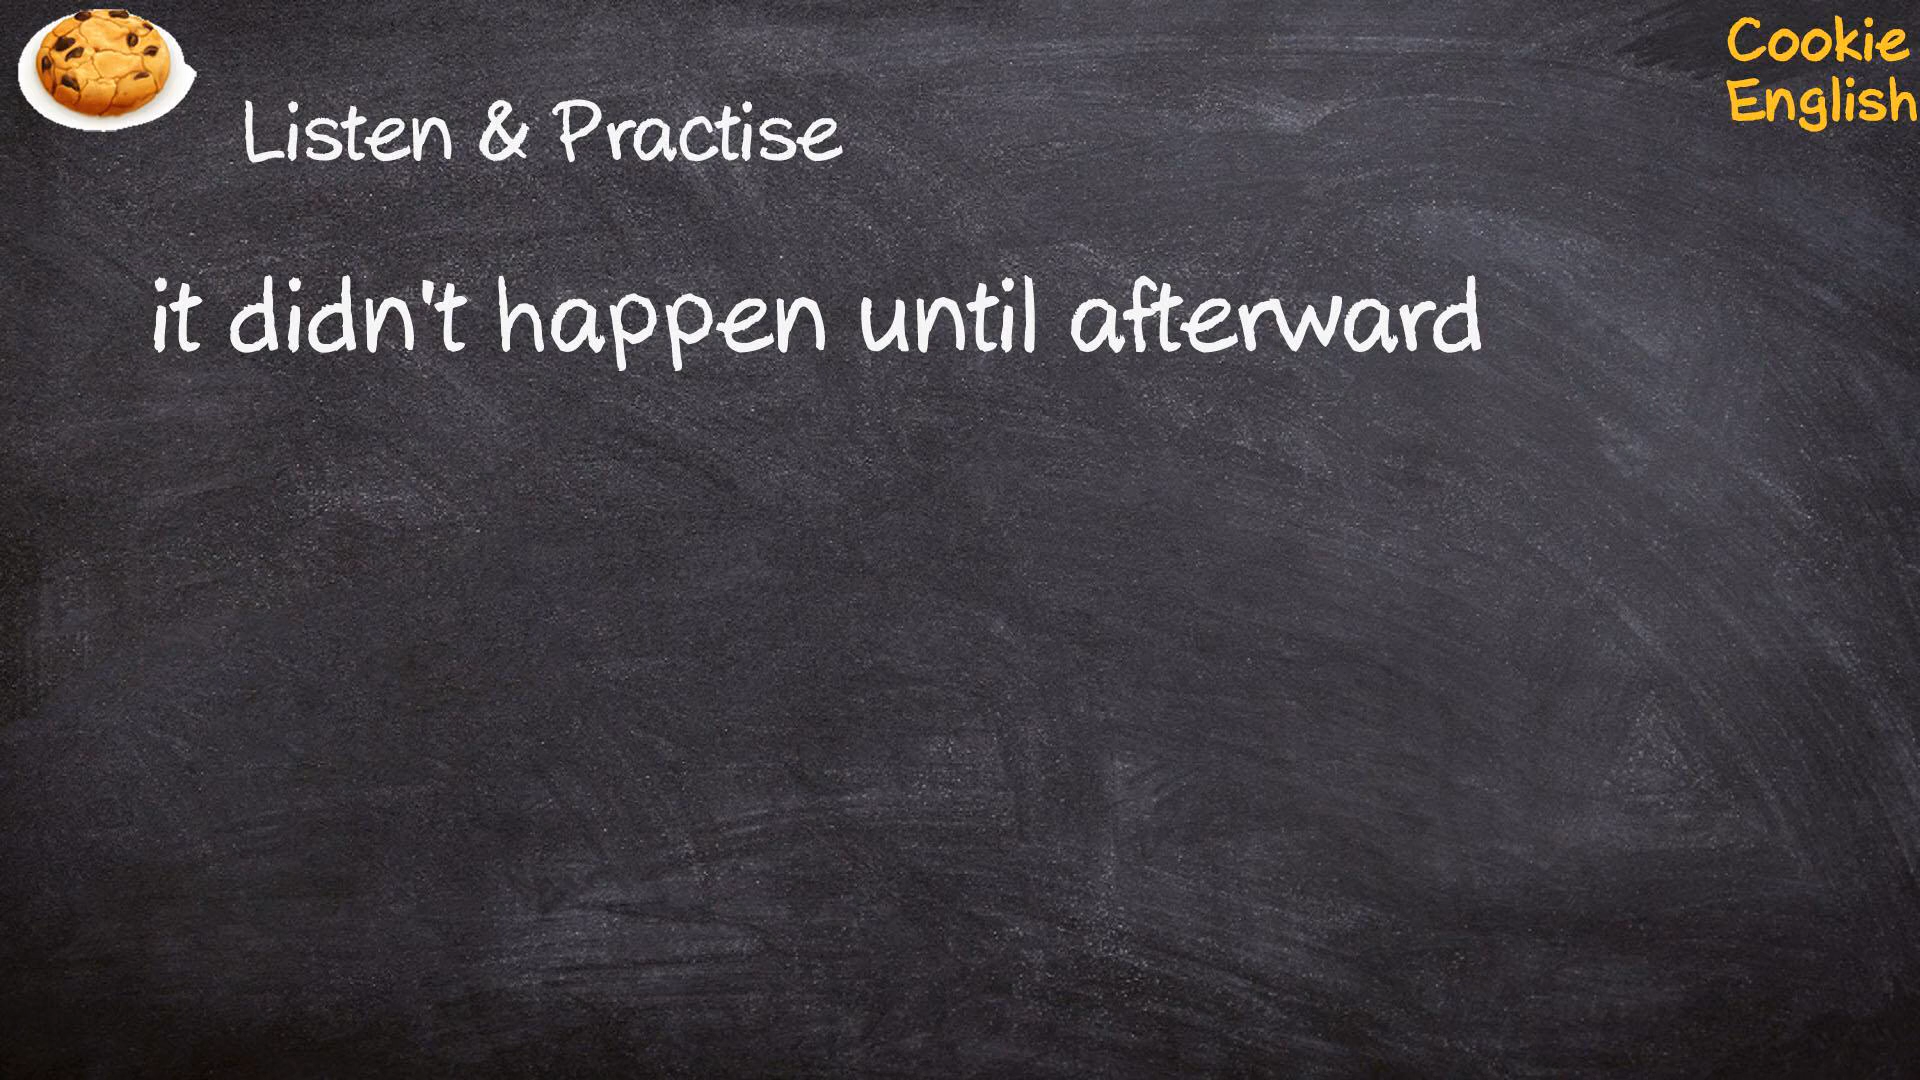 Cookie
English
Listen & Practise
it didn't happen until afterward